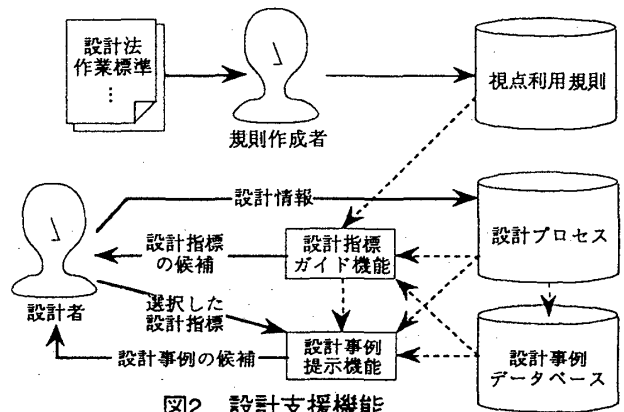 設計法
作業標準
⋮
規則作成者
視点利用規則
設計情報
設計プロセス
設計指標
の候補
設計指標
ガイド機能
設計者
選択した
設計指標
設計事例の候補
設計事例
提示機能
設計事例
データベース
図2 設計支援機能